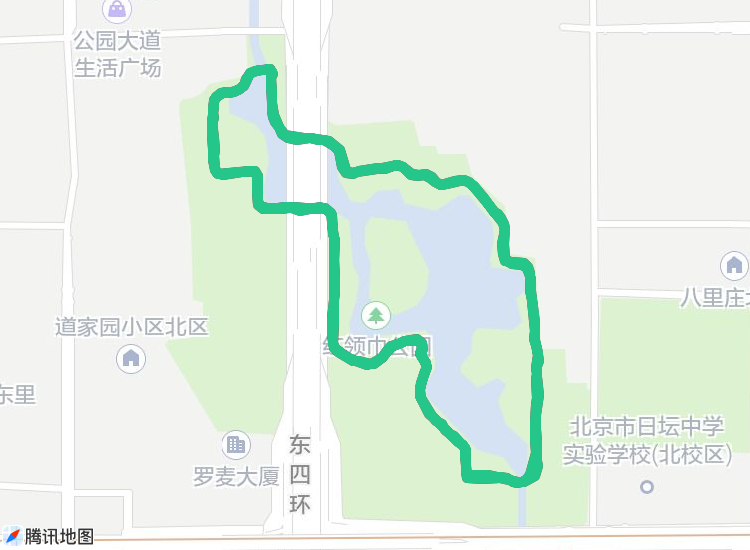 公园大道
生活广场
八里庄北
道家园小区北区
红领巾公园
东里
北京市日坛中学
实验学校(北校区)
罗麦大厦
东
四
环
腾讯地图